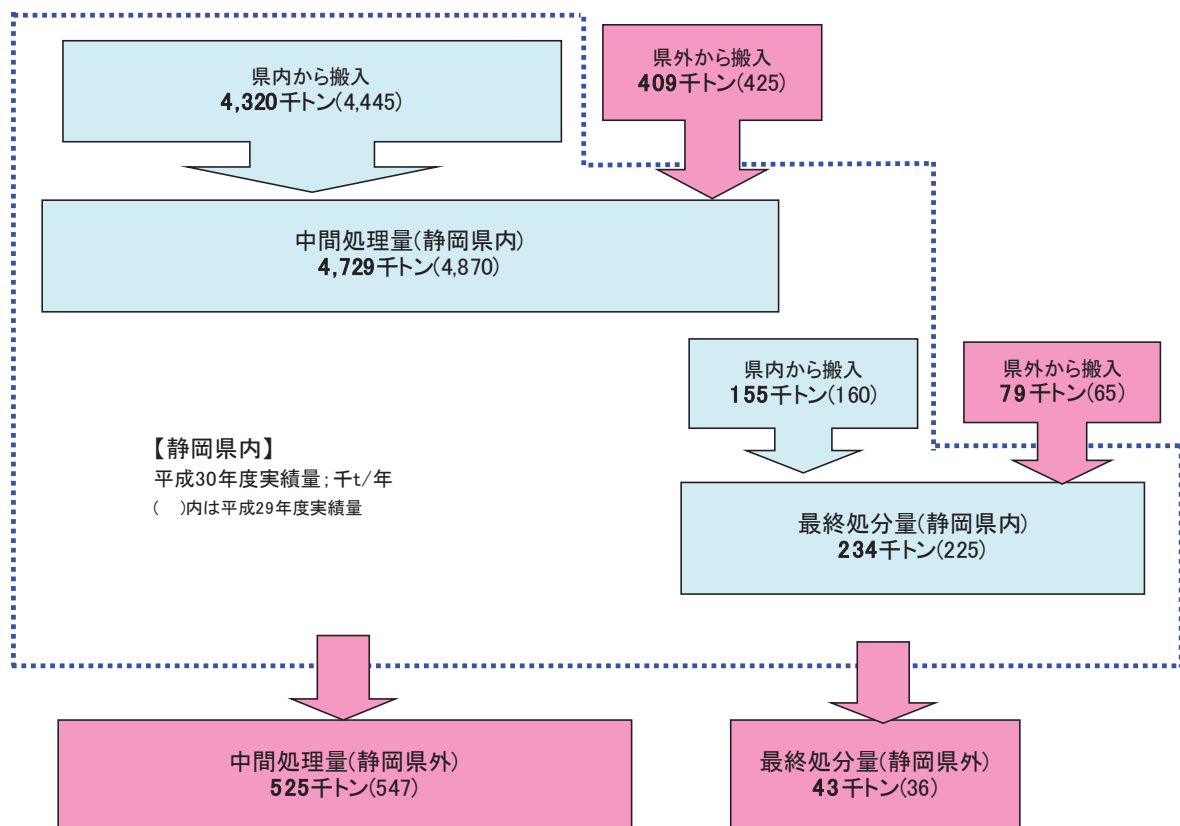 県内から搬入
4,320千トン(4,445)
県外から搬入
409千トン(425)
中間処理量(静岡県内)
4,729千トン(4,870)
県内から搬入
155千トン(160)
県外から搬入
79千トン(65)
【静岡県内】
平成30年度実績量;千t/年
(　)内は平成29年度実績量
最終処分量(静岡県内)
234千トン(225)
中間処理量(静岡県外)
525千トン(547)
最終処分量(静岡県外)
43千トン(36)